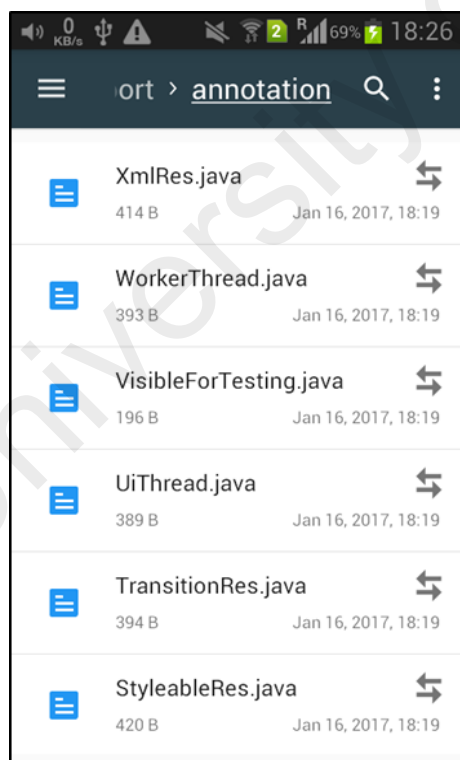 0 KB/s 2 R 69% 18:26
ort > annotation
XmlRes.java
414 B Jan 16, 2017, 18:19
WorkerThread.java
393 B Jan 16, 2017, 18:19
VisibleForTesting.java
196 B Jan 16, 2017, 18:19
UiThread.java
389 B Jan 16, 2017, 18:19
TransitionRes.java
394 B Jan 16, 2017, 18:19
StyleableRes.java
420 B Jan 16, 2017, 18:19
University